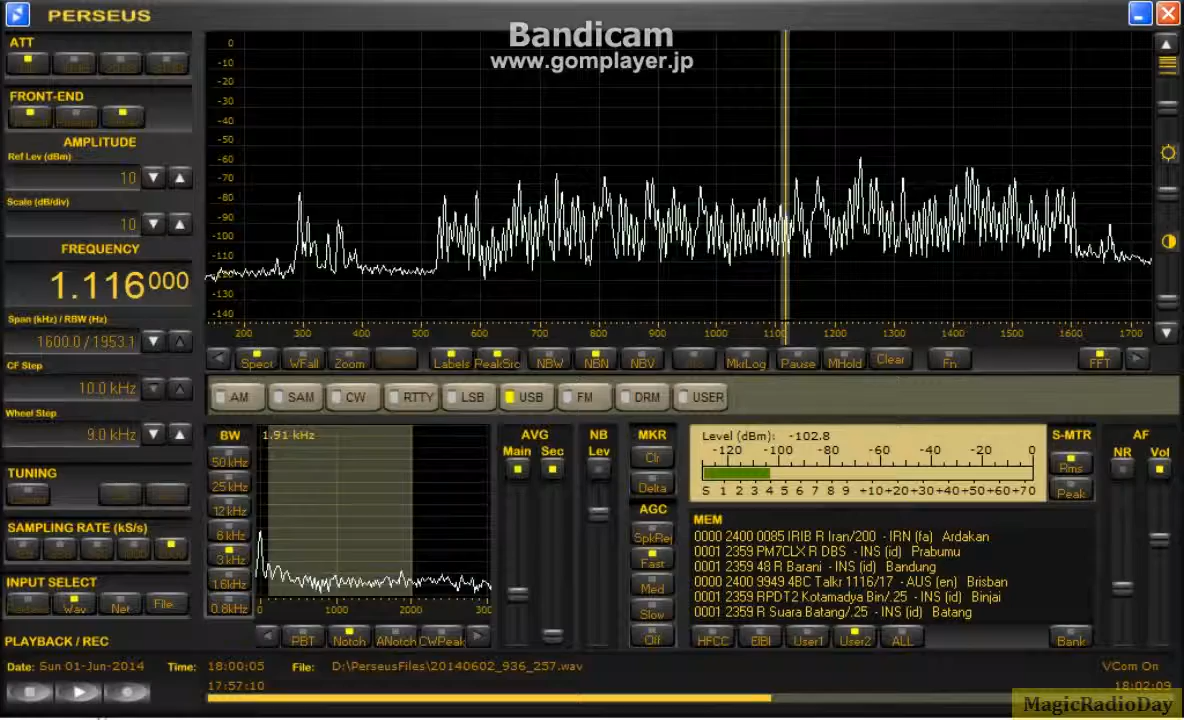 PERSEUS
Bandicam
www.gomplayer.jp
ATT
FRONT-END
AMPLITUDE
Ref Lev (dBm)
10
Scale (dB/div)
10
FREQUENCY
1.116000
Span (kHz) / RBW (Hz)
1600.0 / 1953.1
CF Step
10.0 kHz
Wheel Step
9.0 kHz
TUNING
SAMPLING RATE (kS/s)
INPUT SELECT
Wav Net File
PLAYBACK / REC
0
-10
-20
-30
-40
-50
-60
-70
-80
-90
-100
-110
-120
-130
-140
200 300 400 500 600 700 800 900 1000 1100 1200 1300 1400 1500 1600 1700
Spect WFall Zoom Labels PeakSrc NBW NBN NBV MkrLog Pause MHold Clear Fn FFT
AM SAM CW RTTY LSB USB FM DRM USER
BW
50 kHz
25 kHz
12 kHz
6 kHz
3 kHz
1.6kHz
0.8kHz
1.91 kHz
0 1000 2000 300
PBT Notch ANotch CWPeak
AVG
Main Sec
NB
Lev
MKR
Clr
Delta
AGC
SpkRej
Fast
Med
Slow
Off
Level (dBm): -102.8
-120 -100 -80 -60 -40 -20 0
S 1 2 3 4 5 6 7 8 9 +10+20+30+40+50+60+70
S-MTR
Rms
Peak
AF
NR Vol
MEM
0000 2400 0085 IRIB R Iran/200 - IRN (fa) Ardakan
0001 2359 PM7CLX R DBS - INS (id) Prabumu
0001 2359 48 R Barani - INS (id) Bandung
0000 2400 9949 4BC Talkr 1116/17 - AUS (en) Brisban
0001 2359 RPDT2 Kotamadya Bin/.25 - INS (id) Binjai
0001 2359 R Suara Batang/.25 - INS (id) Batang
HFCC EIBI User1 User2 ALL Bank
Date: Sun 01-Jun-2014 Time: 18:00:05 File: D:\PerseusFiles\20140602_936_257.wav VCom On
17:57:10 18:02:09
MagicRadioDay